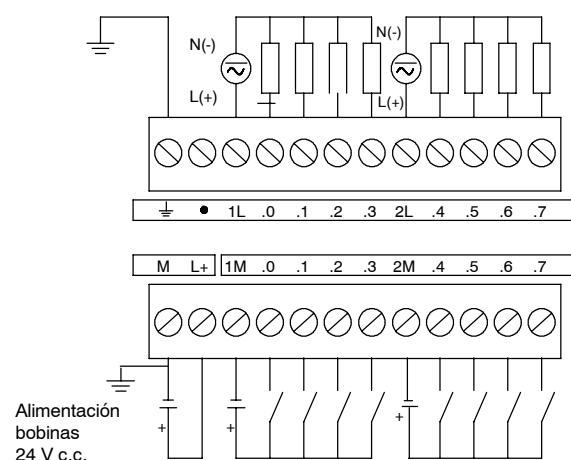 N(-)
N(-)
L(+)
L(+)
1L .0 .1 .2 .3 2L .4 .5 .6 .7
M L+ 1M .0 .1 .2 .3 2M .4 .5 .6 .7
+ + +
Alimentación
bobinas
24 V c.c.